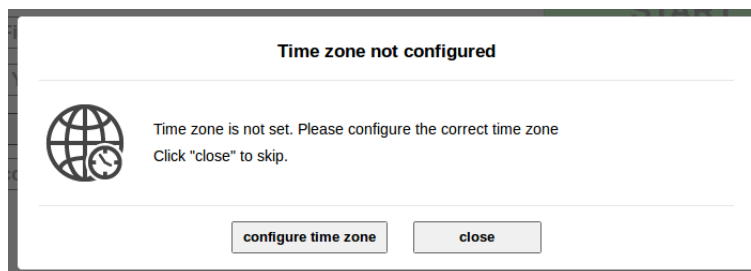 Time zone not configured
Time zone is not set. Please configure the correct time zone
Click "close" to skip.
configure time zone
close